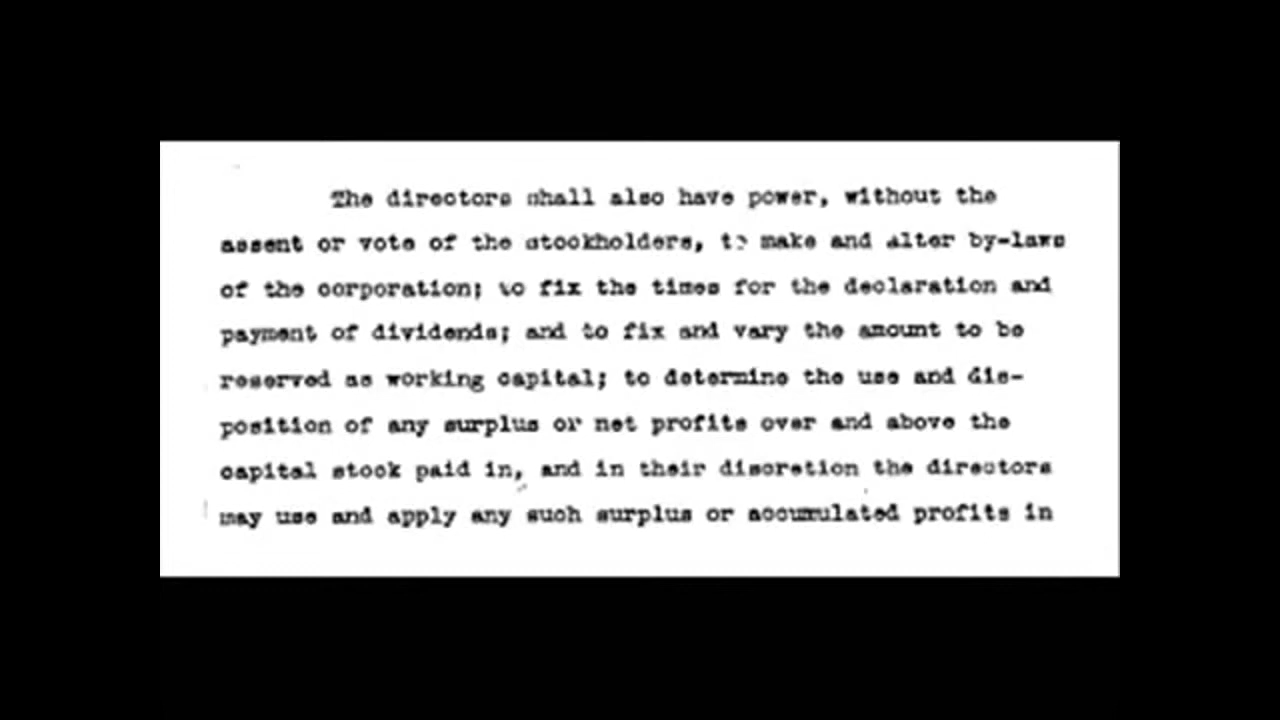 The directors shall also have power, without the
assent or vote of the stockholders, to make and alter by-laws
of the corporation; to fix the times for the declaration and
payment of dividends; and to fix and vary the amount to be
reserved as working capital; to determine the use and dis-
position of any surplus or net profits over and above the
capital stock paid in, and in their discretion the directors
may use and apply any such surplus or accumulated profits in